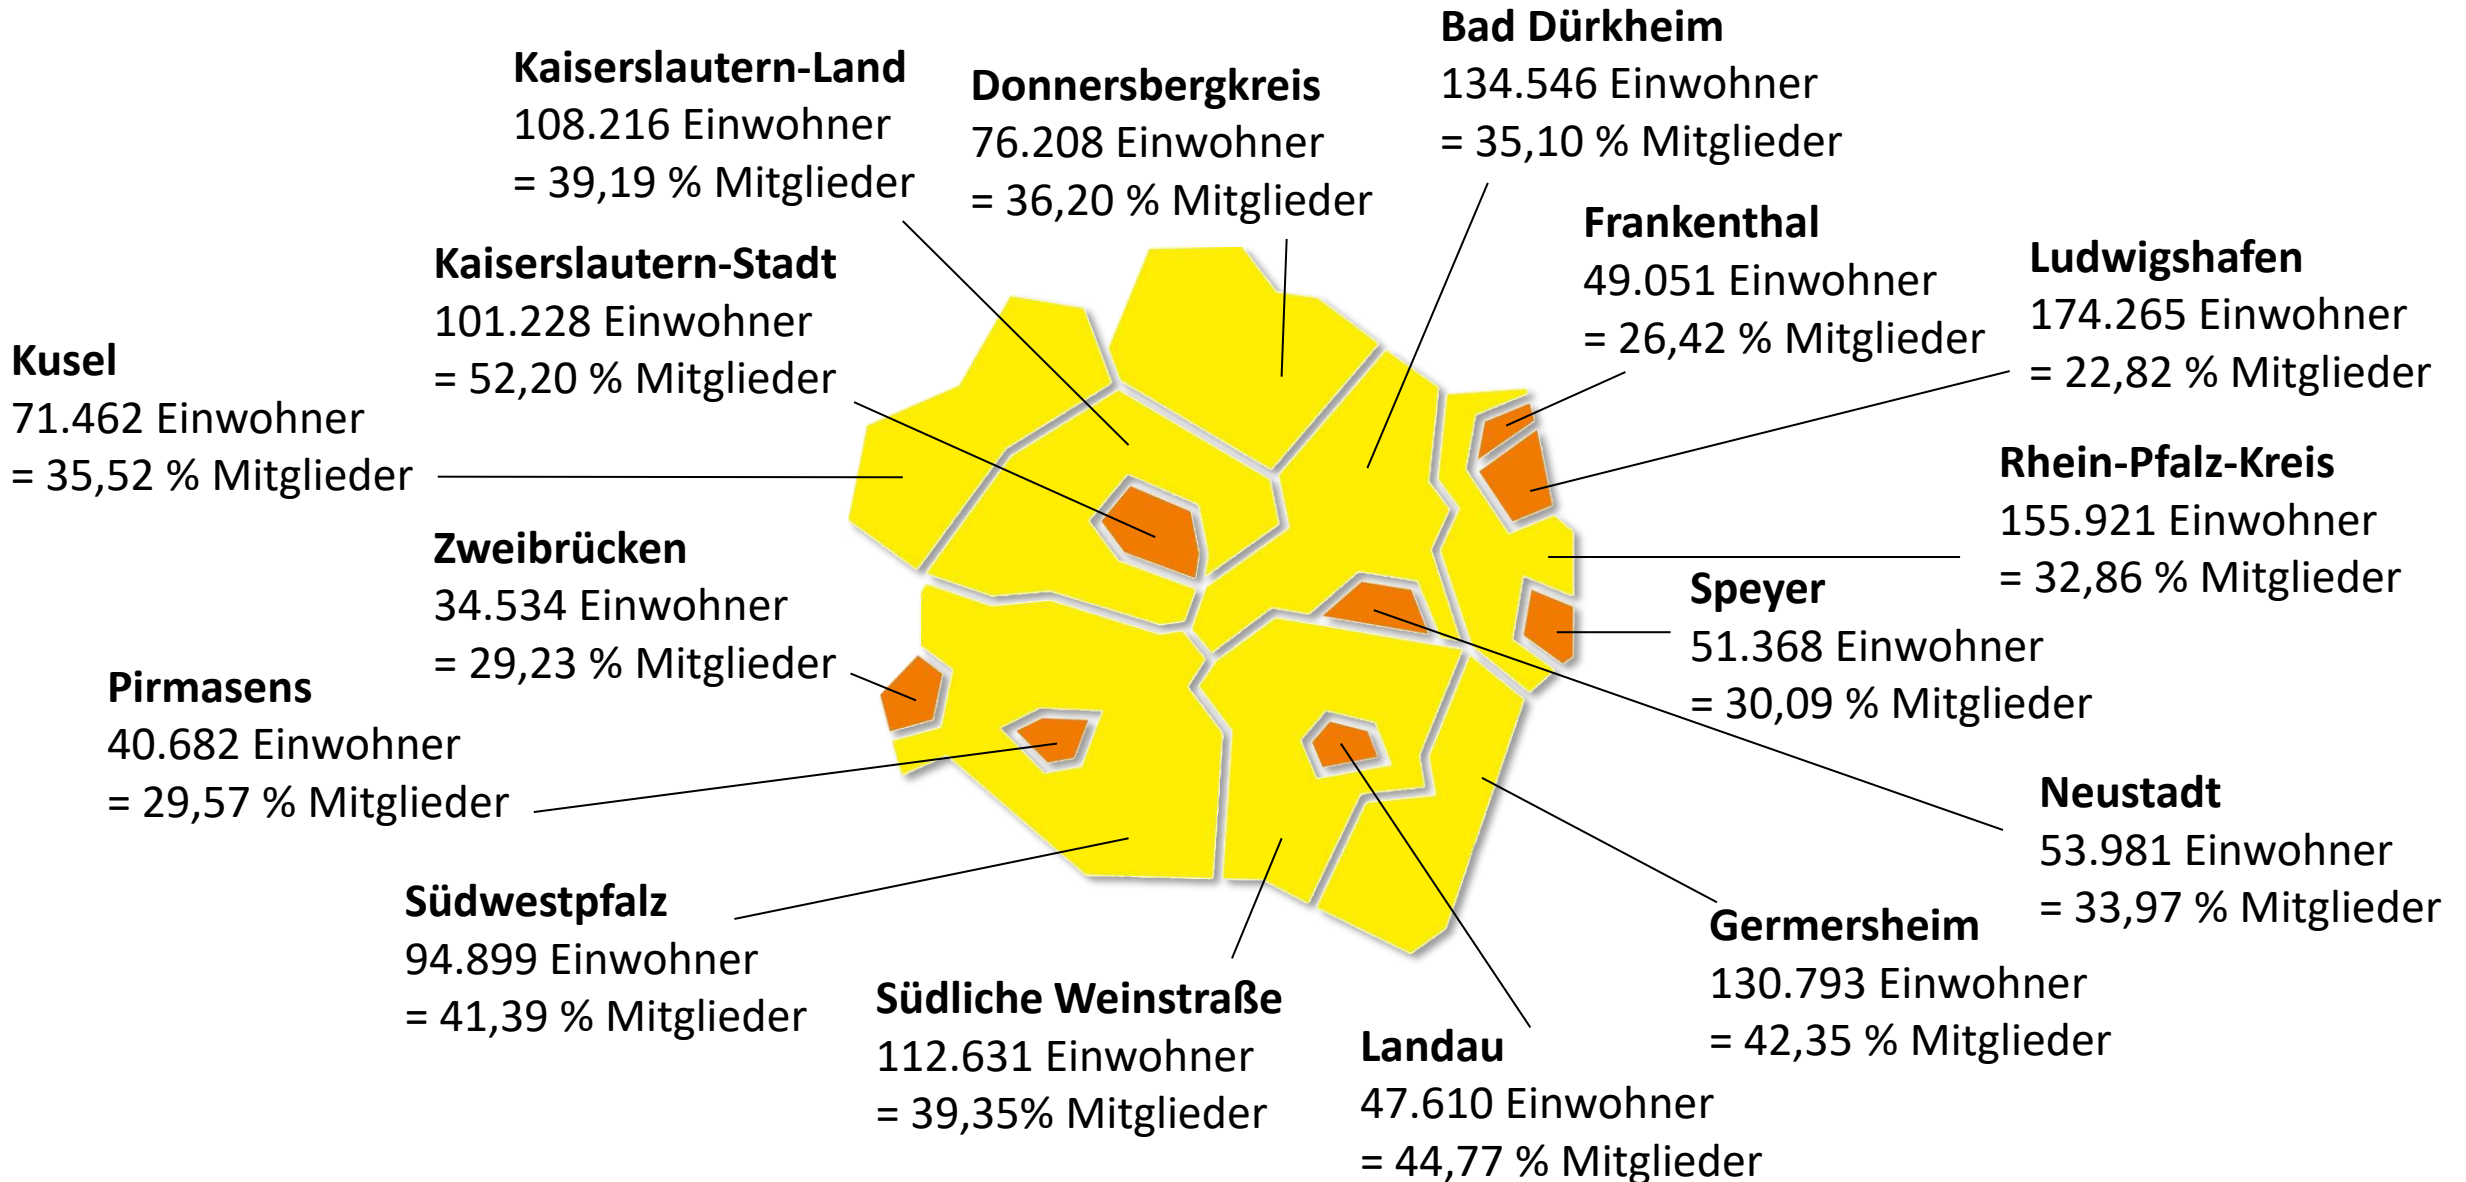 Bad Dürkheim
134.546 Einwohner
= 35,10 % Mitglieder
Kaiserslautern-Land
108.216 Einwohner
= 39,19 % Mitglieder
Donnersbergkreis
76.208 Einwohner
= 36,20 % Mitglieder
Frankenthal
49.051 Einwohner
= 26,42 % Mitglieder
Ludwigshafen
174.265 Einwohner
= 22,82 % Mitglieder
Kaiserslautern-Stadt
101.228 Einwohner
= 52,20 % Mitglieder
Kusel
71.462 Einwohner
= 35,52 % Mitglieder
Rhein-Pfalz-Kreis
155.921 Einwohner
= 32,86 % Mitglieder
Zweibrücken
34.534 Einwohner
= 29,23 % Mitglieder
Speyer
51.368 Einwohner
= 30,09 % Mitglieder
Pirmasens
40.682 Einwohner
= 29,57 % Mitglieder
Neustadt
53.981 Einwohner
= 33,97 % Mitglieder
Südwestpfalz
94.899 Einwohner
= 41,39 % Mitglieder
Germersheim
130.793 Einwohner
= 42,35 % Mitglieder
Südliche Weinstraße
112.631 Einwohner
= 39,35% Mitglieder
Landau
47.610 Einwohner
= 44,77 % Mitglieder